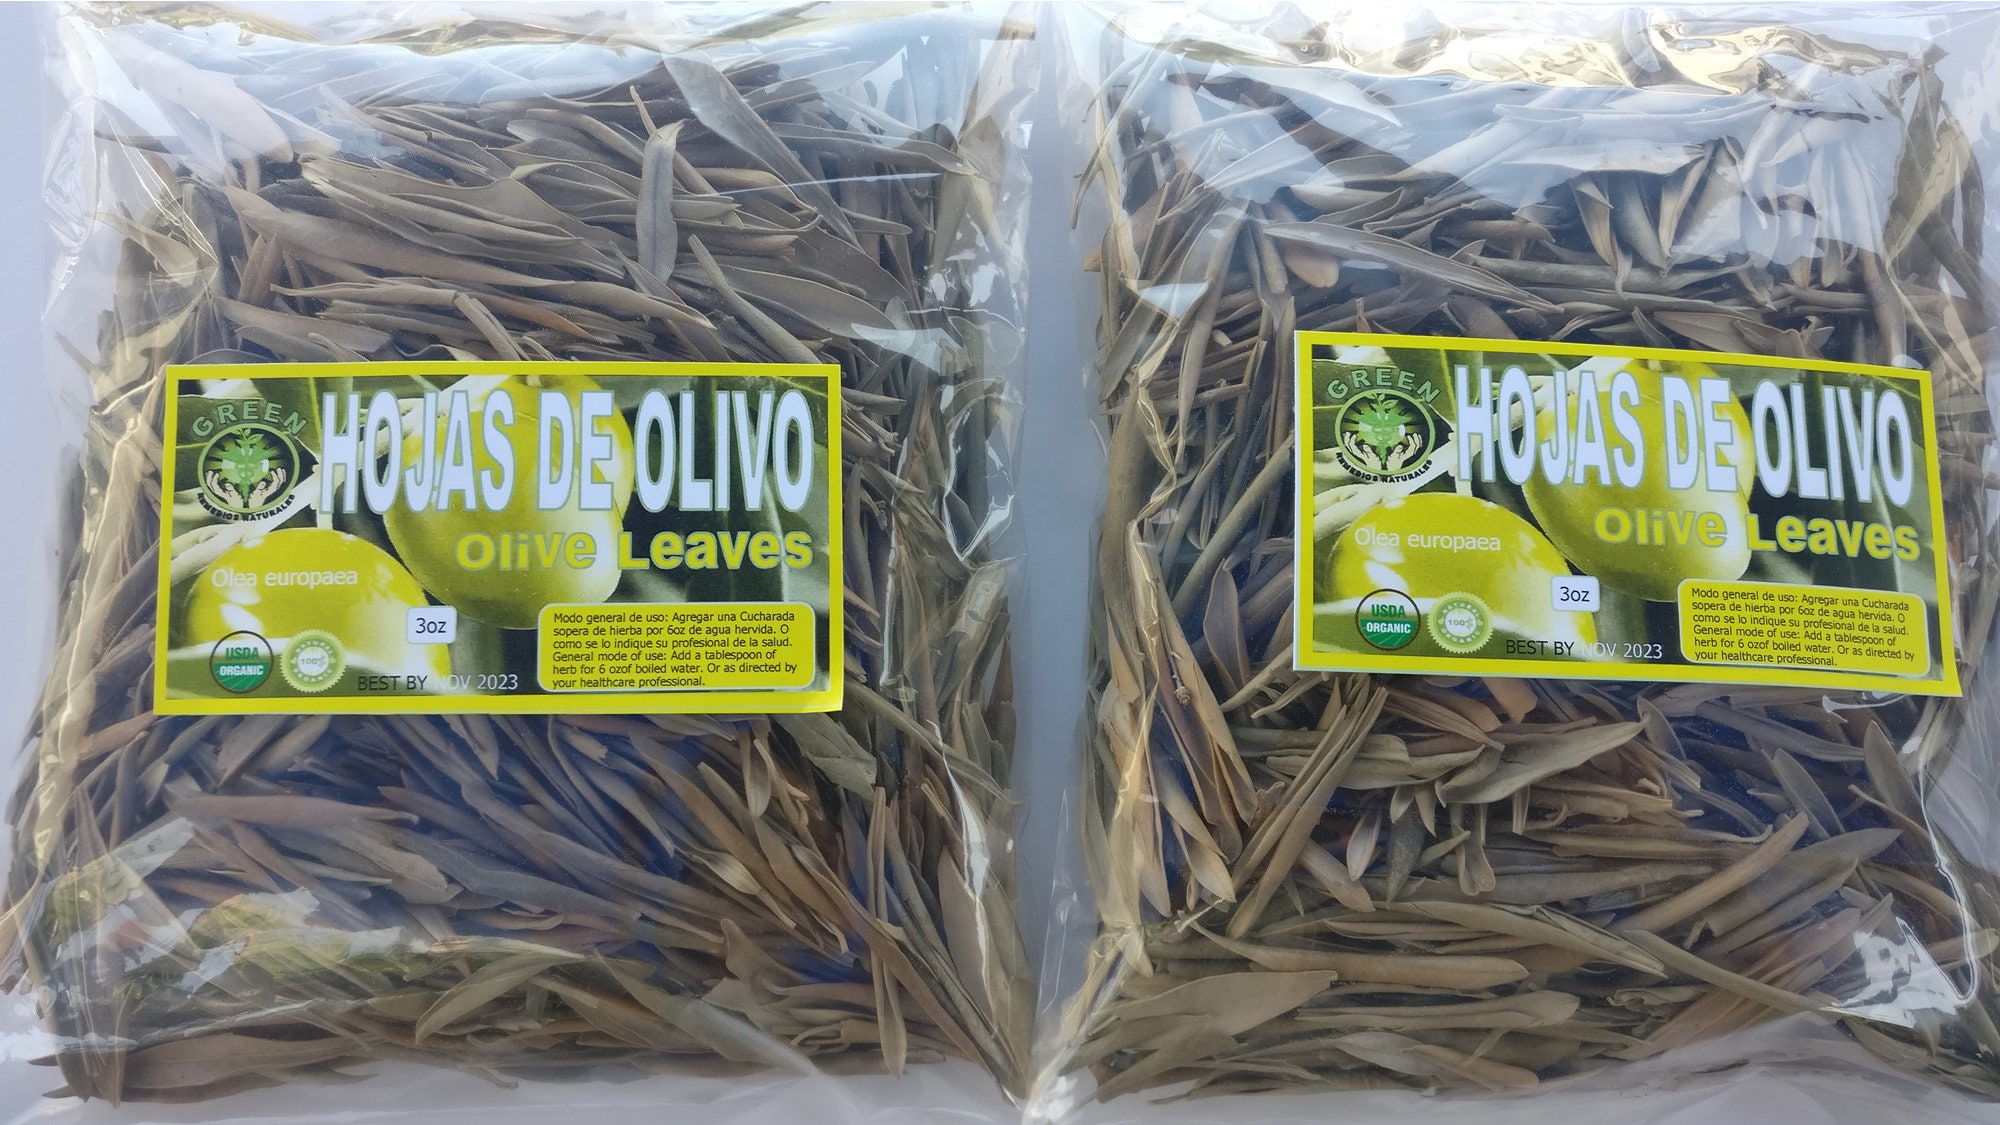 GREEN
REMEDIOS NATURALES
HOJAS DE OLIVO
Olive Leaves
Olea europaea
3oz
USDA
ORGANIC
100%
BEST BY NOV 2023
Modo general de uso: Agregar una Cucharada
sopera de hierba por 6oz de agua hervida. O
como se lo indique su profesional de la salud.
General mode of use: Add a tablespoon of
herb for 6 ozof boiled water. Or as directed by
your healthcare professional.
GREEN
REMEDIOS NATURALES
HOJAS DE OLIVO
Olive Leaves
Olea europaea
3oz
USDA
ORGANIC
100%
BEST BY NOV 2023
Modo general de uso: Agregar una Cucharada
sopera de hierba por 6oz de agua hervida. O
como se lo indique su profesional de la salud.
General mode of use: Add a tablespoon of
herb for 6 ozof boiled water. Or as directed by
your healthcare professional.